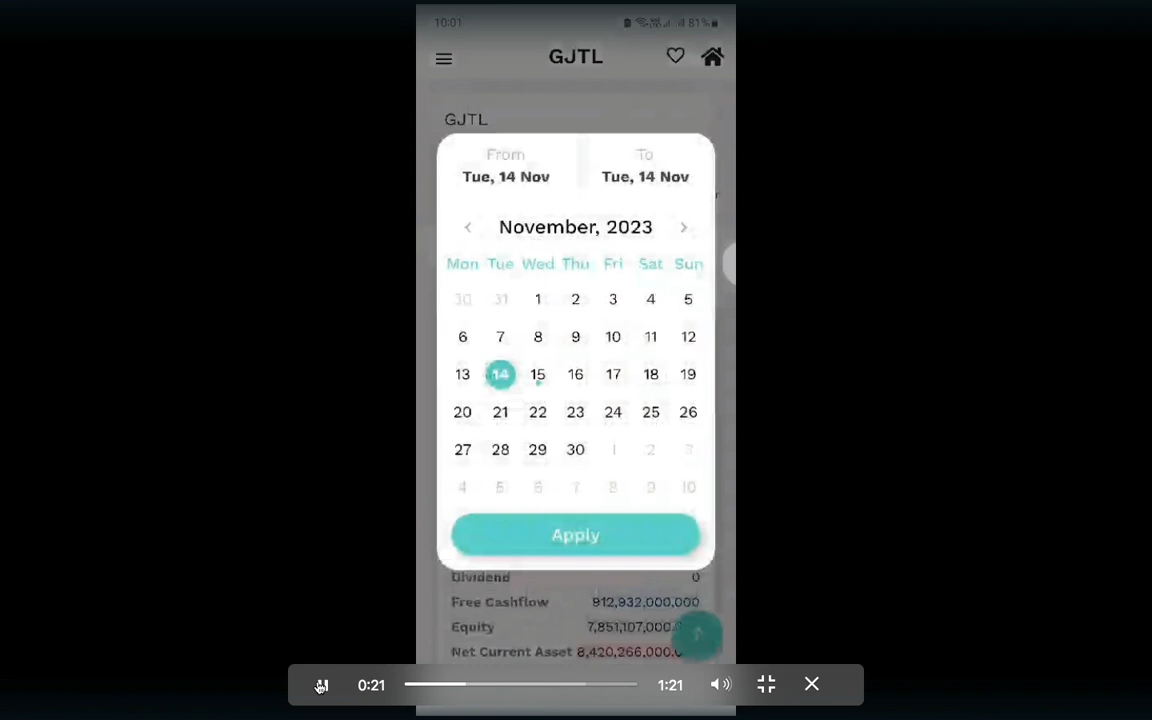 10:01 81%
GJTL
GJTL
From To
Tue, 14 Nov Tue, 14 Nov
November, 2023
Mon Tue Wed Thu Fri Sat Sun
30 31 1 2 3 4 5
6 7 8 9 10 11 12
13 14 15 16 17 18 19
20 21 22 23 24 25 26
27 28 29 30 1 2 3
4 5 6 7 8 9 10
Apply
Dividend 0
Free Cashflow 912,932,000,000
Equity 7,851,107,000.
Net Current Asset 8,420,266,000.
0:21 1:21